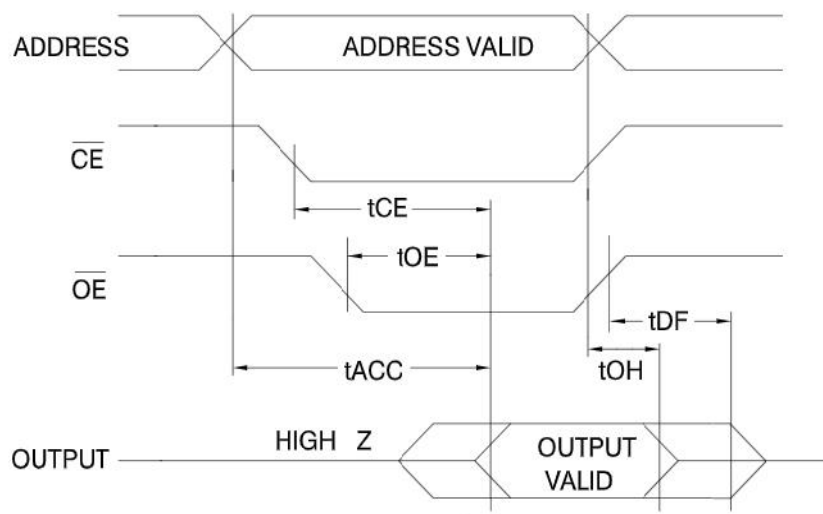 ADDRESS
ADDRESS VALID
CE
tCE
tOE
OE
tDF
tACC
tOH
HIGH Z
OUTPUT
OUTPUT
VALID